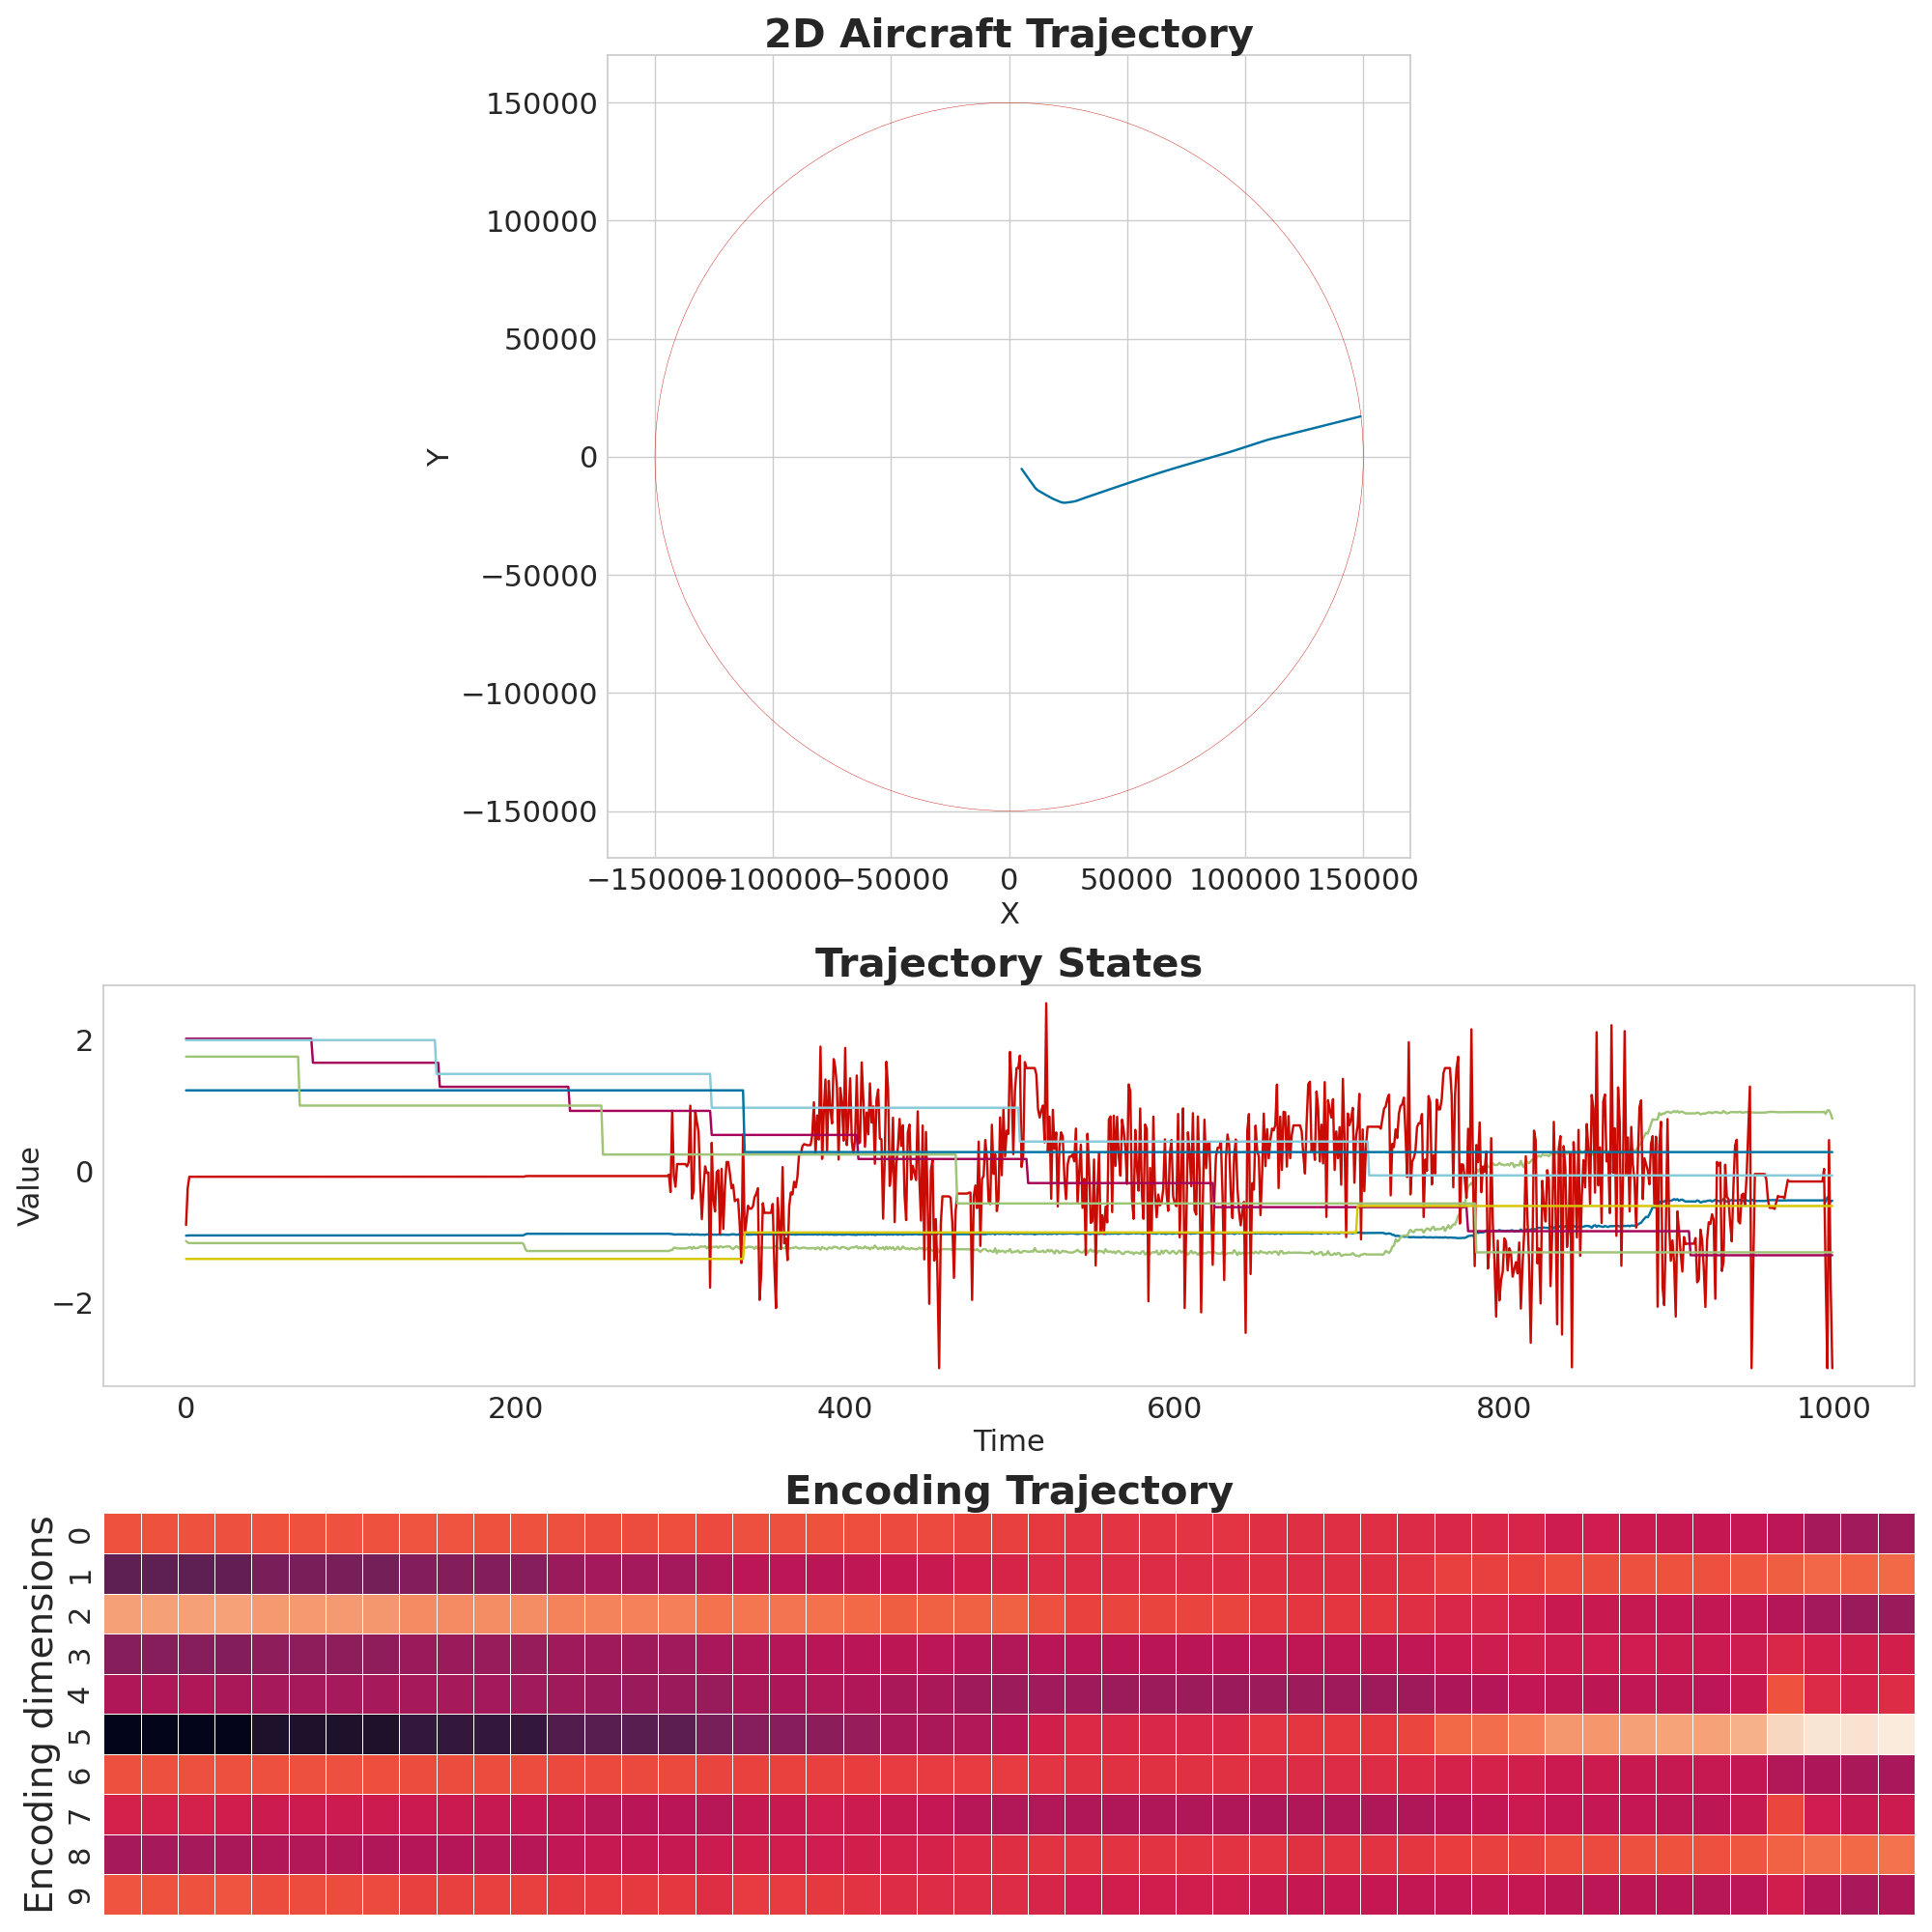 2D Aircraft Trajectory
150000
100000
50000
0
−50000
−100000
−150000
Y
−150000 −100000 −50000 0 50000 100000 150000
X
Trajectory States
2
0
−2
Value
0 200 400 600 800 1000
Time
Encoding Trajectory
Encoding dimensions
0
1
2
3
4
5
6
7
8
9